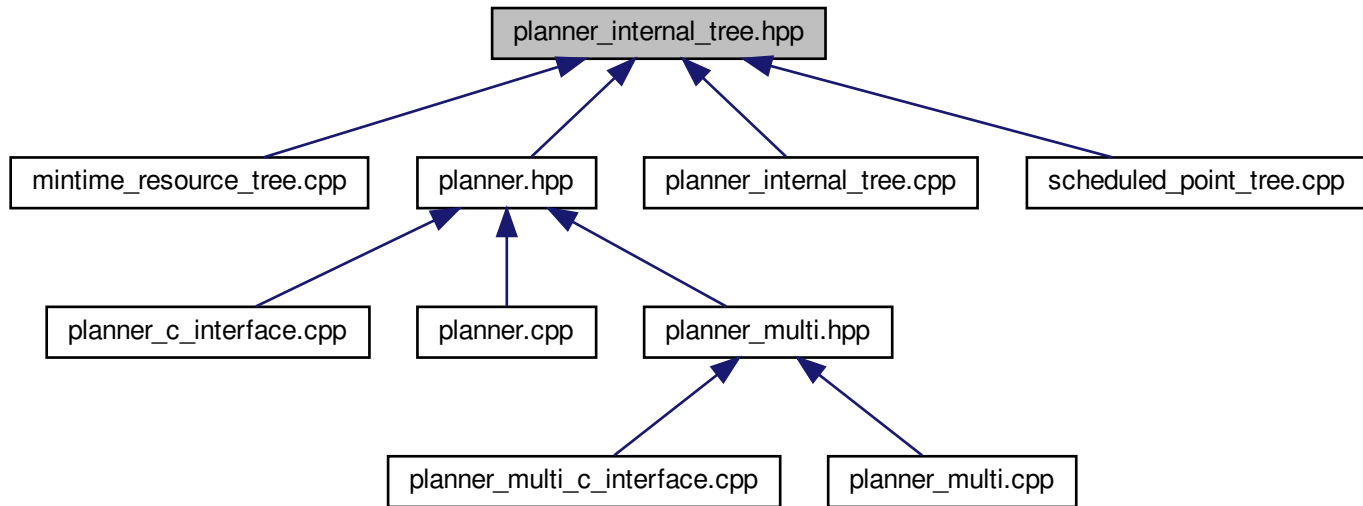 planner_internal_tree.hpp
mintime_resource_tree.cpp
planner.hpp
planner_internal_tree.cpp
scheduled_point_tree.cpp
planner_c_interface.cpp
planner.cpp
planner_multi.hpp
planner_multi_c_interface.cpp
planner_multi.cpp